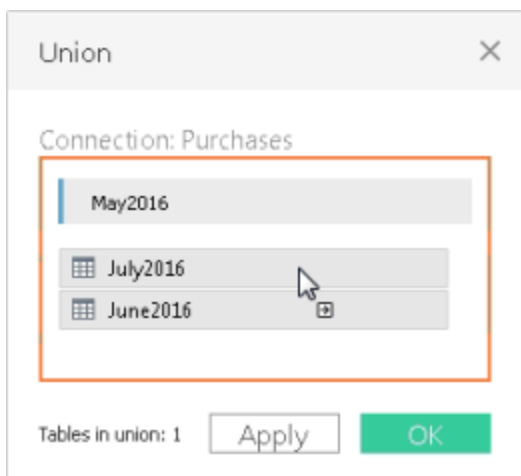 Union
Connection: Purchases
May2016
July2016
June2016
Tables in union: 1 Apply OK